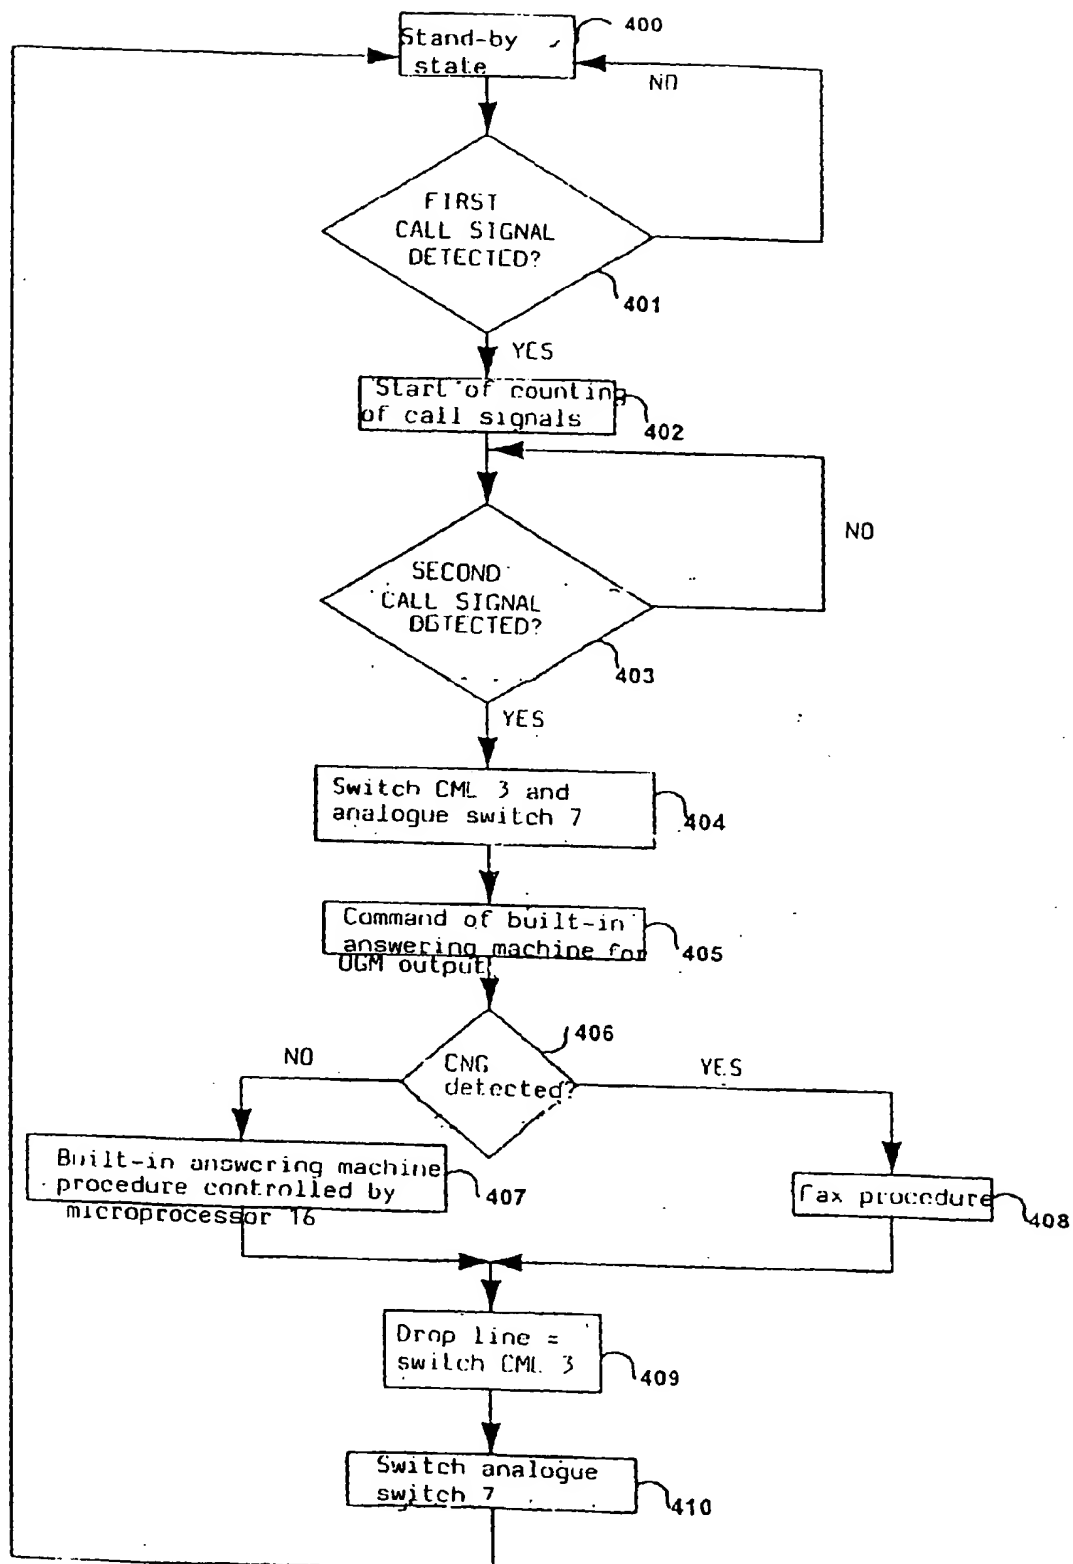 400
Stand-by
state
NO
FIRST
CALL SIGNAL
DETECTED?
401
YES
Start of counting
of call signals
402
NO
SECOND
CALL SIGNAL
DGTECTED?
403
YES
Switch CML 3 and
analogue switch 7
404
Command of built-in
answering machine for
OGM output
405
406
NO
CNG
detected?
YES
Built-in answering machine
procedure controlled by
microprocessor 16
407
fax procedure
408
Drop line =
switch CML 3
409
Switch analogue
switch 7
410